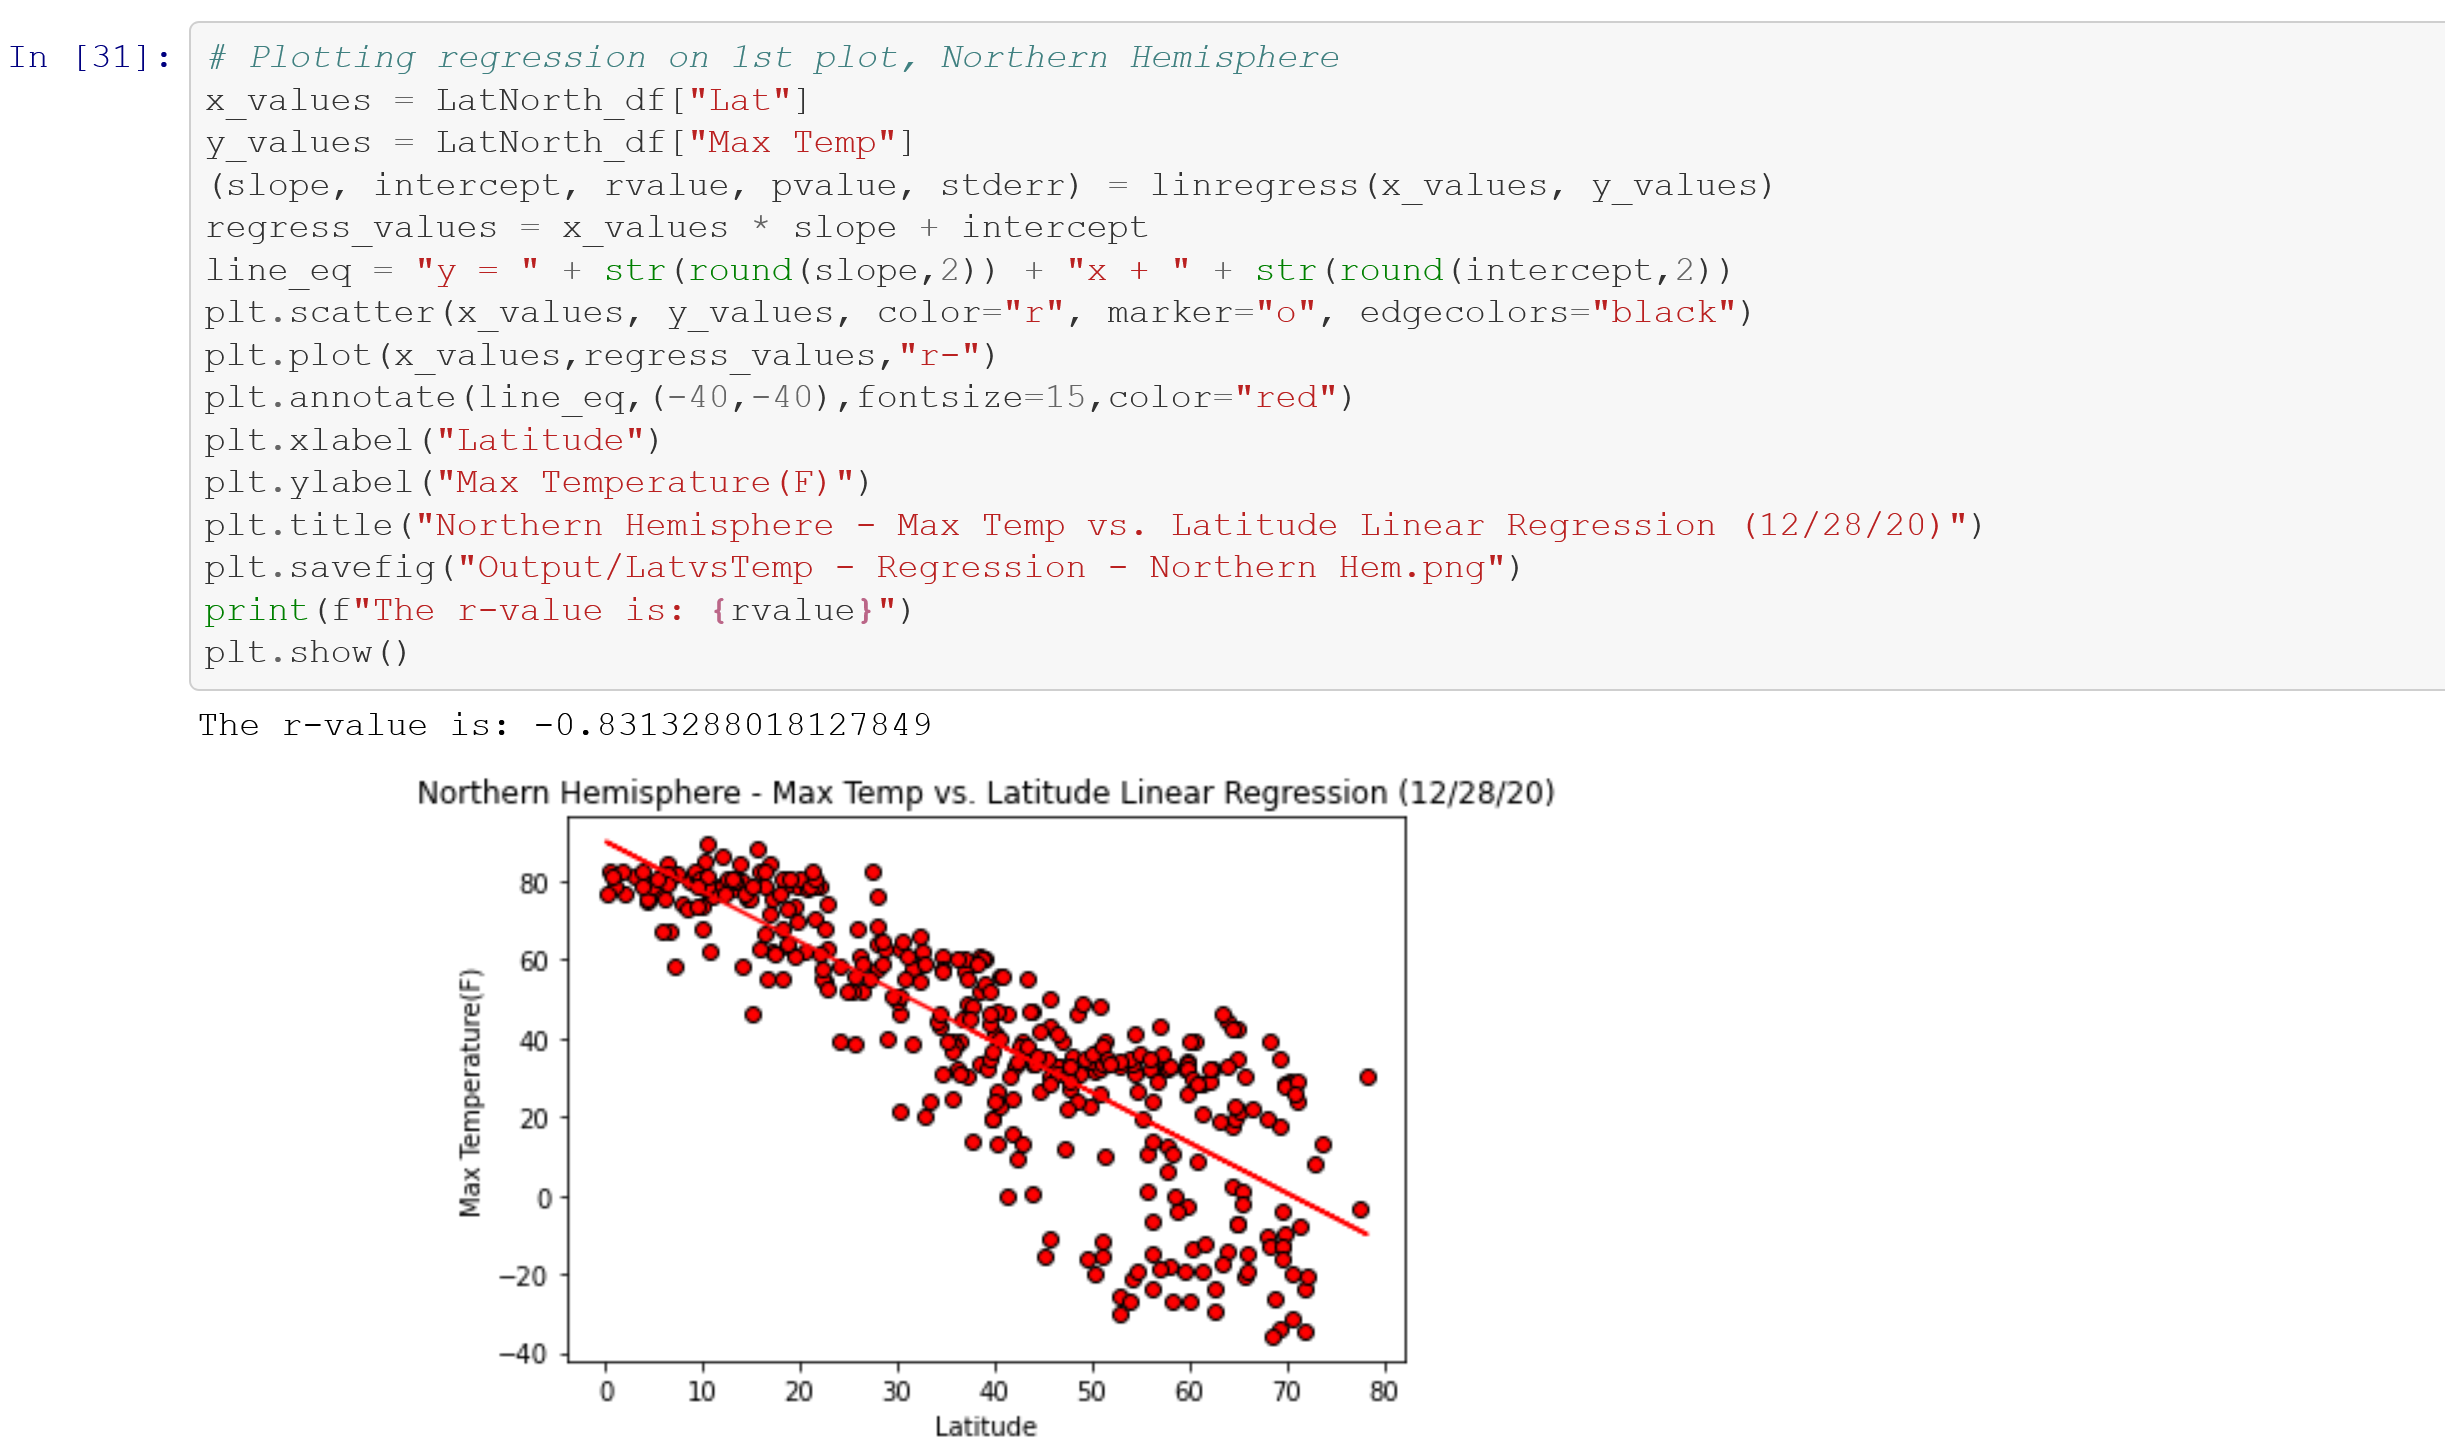 In [31]:
# Plotting regression on 1st plot, Northern Hemisphere
x_values = LatNorth_df["Lat"]
y_values = LatNorth_df["Max Temp"]
(slope, intercept, rvalue, pvalue, stderr) = linregress(x_values, y_values)
regress_values = x_values * slope + intercept
line_eq = "y = " + str(round(slope,2)) + "x + " + str(round(intercept,2))
plt.scatter(x_values, y_values, color="r", marker="o", edgecolors="black")
plt.plot(x_values,regress_values,"r-")
plt.annotate(line_eq,(-40,-40),fontsize=15,color="red")
plt.xlabel("Latitude")
plt.ylabel("Max Temperature(F)")
plt.title("Northern Hemisphere - Max Temp vs. Latitude Linear Regression (12/28/20)")
plt.savefig("Output/LatvsTemp - Regression - Northern Hem.png")
print(f"The r-value is: {rvalue}")
plt.show()
The r-value is: -0.8313288018127849
Northern Hemisphere - Max Temp vs. Latitude Linear Regression (12/28/20)
Max Temperature(F)
80
60
40
20
0
−20
−40
0 10 20 30 40 50 60 70 80
Latitude